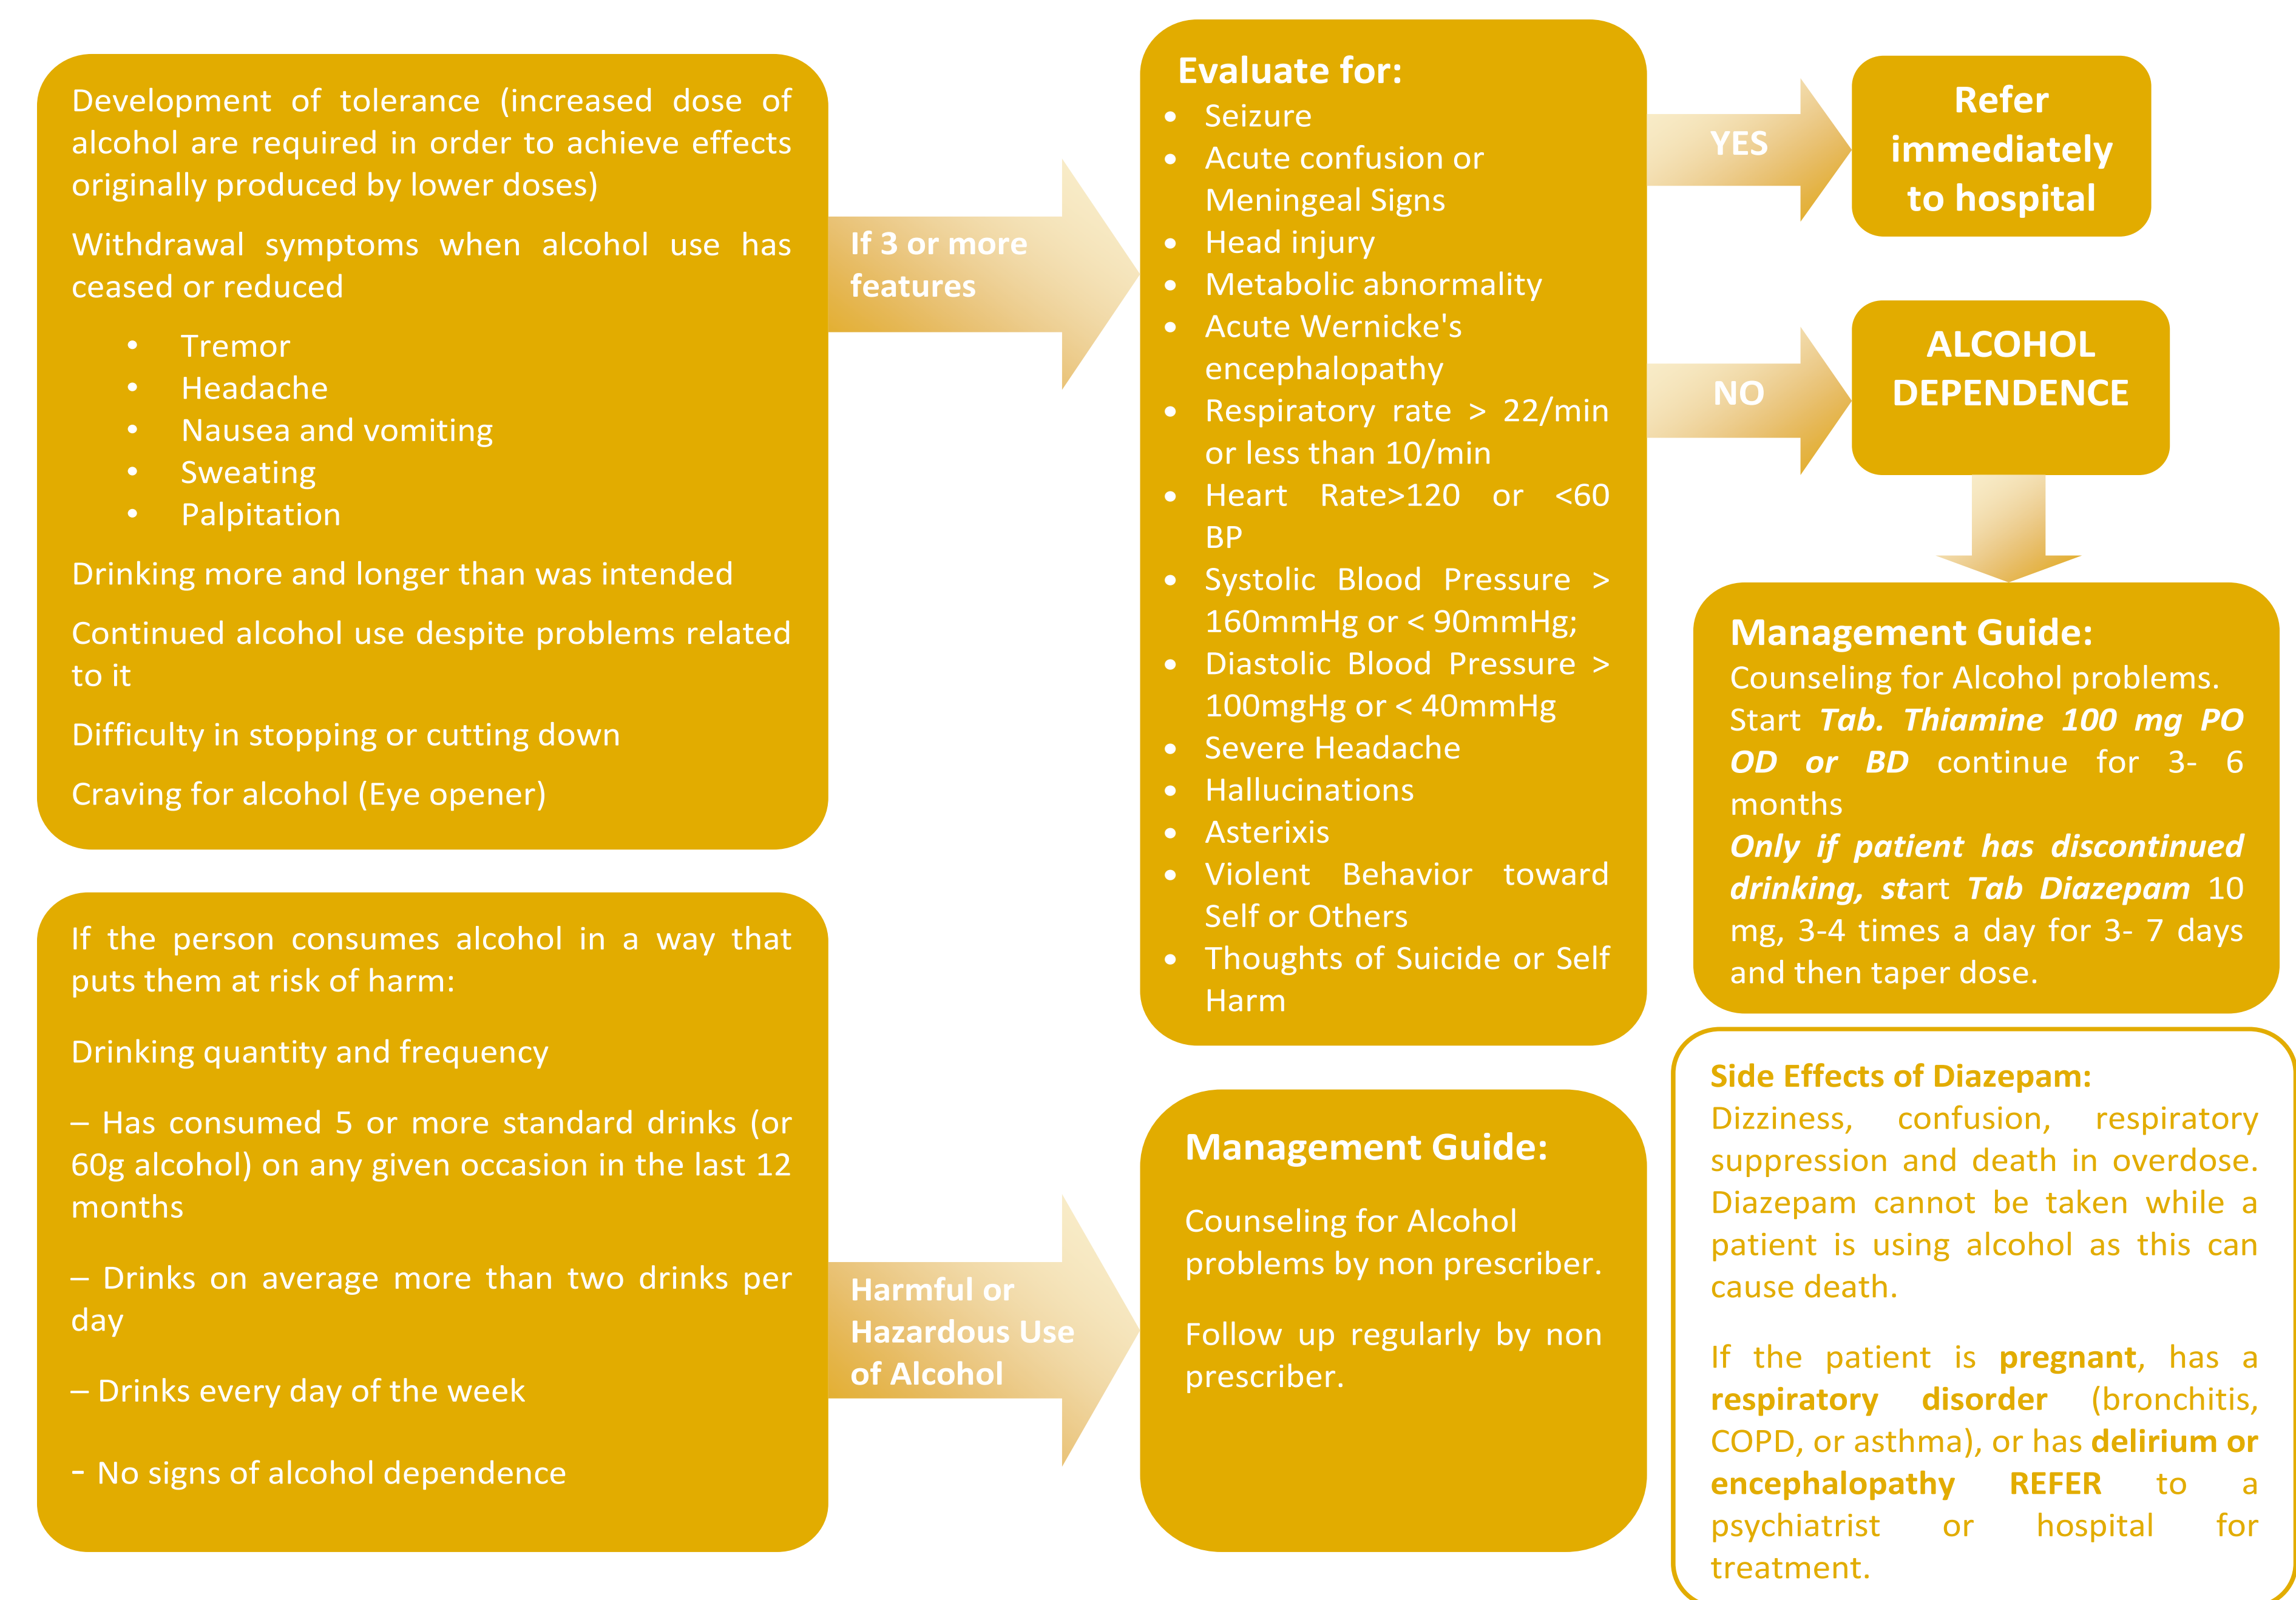 Development of tolerance (increased dose of
alcohol are required in order to achieve effects
originally produced by lower doses)
Withdrawal symptoms when alcohol use has
ceased or reduced
• Tremor
• Headache
• Nausea and vomiting
• Sweating
• Palpitation
Drinking more and longer than was intended
Continued alcohol use despite problems related
to it
Difficulty in stopping or cutting down
Craving for alcohol (Eye opener)
If 3 or more
features
Evaluate for:
• Seizure
• Acute confusion or
Meningeal Signs
• Head injury
• Metabolic abnormality
• Acute Wernicke's
encephalopathy
• Respiratory rate > 22/min
or less than 10/min
• Heart Rate>120 or <60
BP
• Systolic Blood Pressure >
160mmHg or < 90mmHg;
• Diastolic Blood Pressure >
100mgHg or < 40mmHg
• Severe Headache
• Hallucinations
• Asterixis
• Violent Behavior toward
Self or Others
• Thoughts of Suicide or Self
Harm
YES
Refer
immediately
to hospital
NO
ALCOHOL
DEPENDENCE
Management Guide:
Counseling for Alcohol problems.
Start Tab. Thiamine 100 mg PO
OD or BD continue for 3- 6
months
Only if patient has discontinued
drinking, start Tab Diazepam 10
mg, 3-4 times a day for 3- 7 days
and then taper dose.
If the person consumes alcohol in a way that
puts them at risk of harm:
Drinking quantity and frequency
– Has consumed 5 or more standard drinks (or
60g alcohol) on any given occasion in the last 12
months
– Drinks on average more than two drinks per
day
– Drinks every day of the week
- No signs of alcohol dependence
Harmful or
Hazardous Use
of Alcohol
Management Guide:
Counseling for Alcohol
problems by non prescriber.
Follow up regularly by non
prescriber.
Side Effects of Diazepam:
Dizziness, confusion, respiratory
suppression and death in overdose.
Diazepam cannot be taken while a
patient is using alcohol as this can
cause death.
If the patient is pregnant, has a
respiratory disorder (bronchitis,
COPD, or asthma), or has delirium or
encephalopathy REFER to a
psychiatrist or hospital for
treatment.